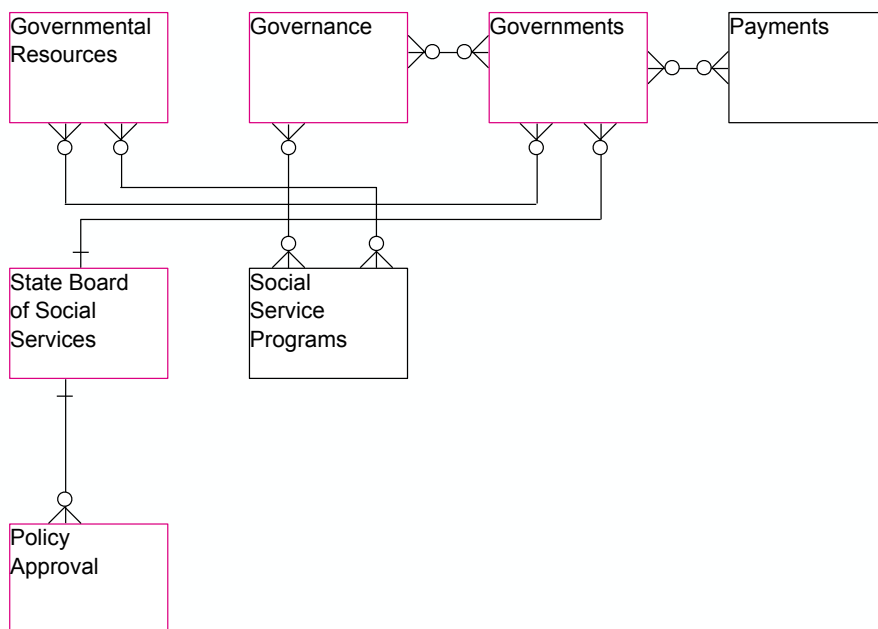 Governmental
Resources
Governance
Governments
Payments
State Board
of Social
Services
Social
Service
Programs
Policy
Approval